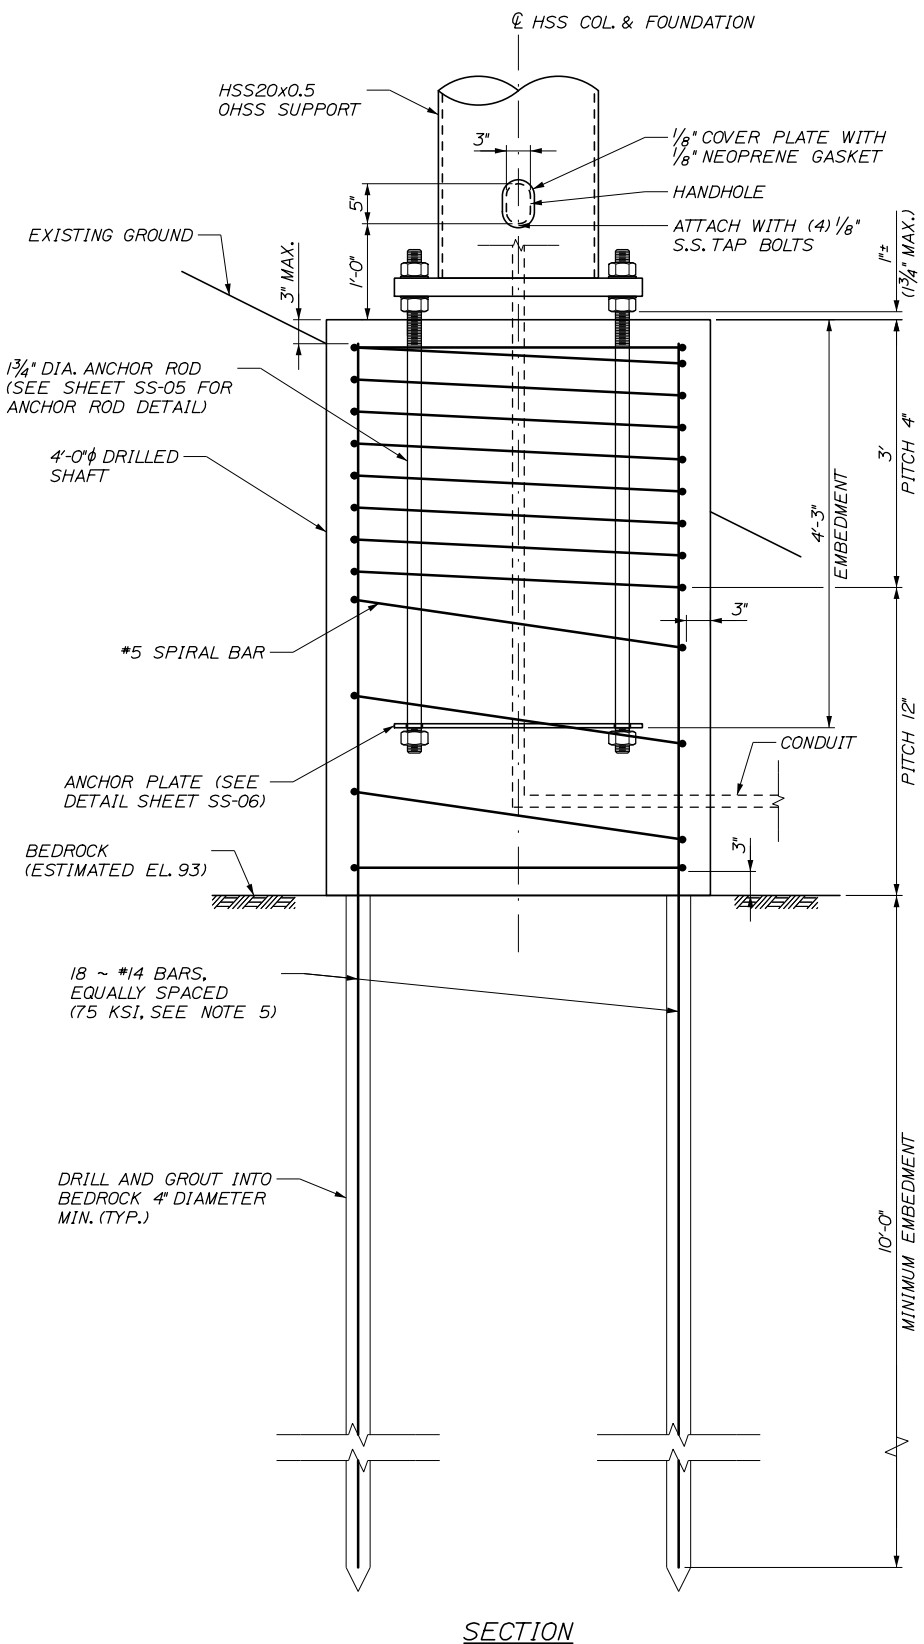 ℄ HSS COL. & FOUNDATION
HSS20x0.5
OHSS SUPPORT
3"
1/8" COVER PLATE WITH
1/8" NEOPRENE GASKET
HANDHOLE
5"
ATTACH WITH (4) 1/8"
S.S. TAP BOLTS
EXISTING GROUND
3" MAX.
1'-0"
1"±
(1 3/4" MAX.)
1 3/4" DIA. ANCHOR ROD
(SEE SHEET SS-05 FOR
ANCHOR ROD DETAIL)
4'-0"ϕ DRILLED
SHAFT
3'
PITCH 4"
4'-3"
EMBEDMENT
3"
#5 SPIRAL BAR
PITCH 12"
CONDUIT
ANCHOR PLATE (SEE
DETAIL SHEET SS-06)
3"
BEDROCK
(ESTIMATED EL. 93)
18 ~ #14 BARS,
EQUALLY SPACED
(75 KSI, SEE NOTE 5)
DRILL AND GROUT INTO
BEDROCK 4" DIAMETER
MIN. (TYP.)
10'-0"
MINIMUM EMBEDMENT
SECTION